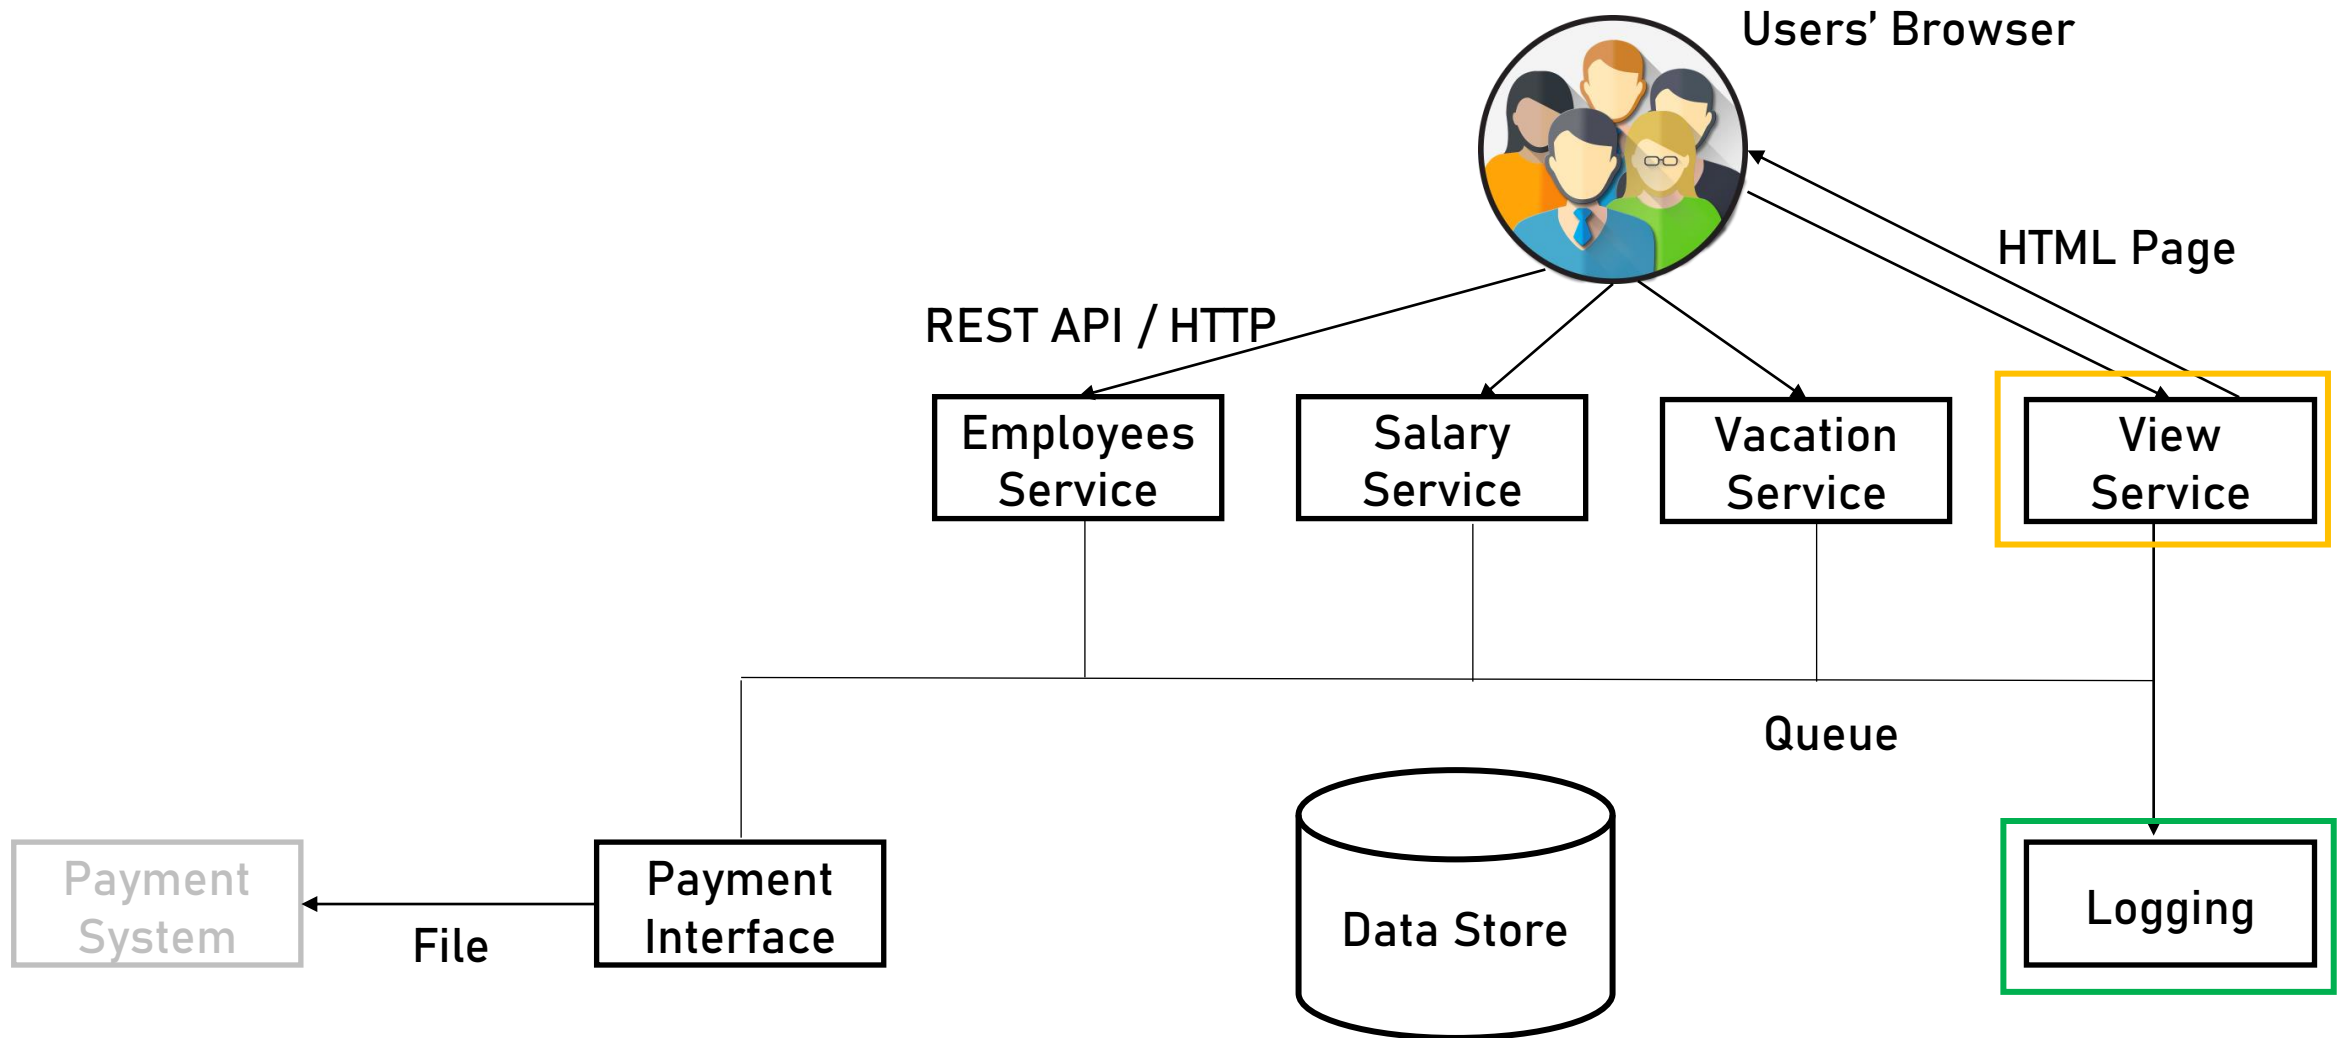 Users’ Browser
HTML Page
REST API / HTTP
Employees
Service
Salary
Service
Vacation
Service
View
Service
Queue
Payment
System
File
Payment
Interface
Data Store
Logging